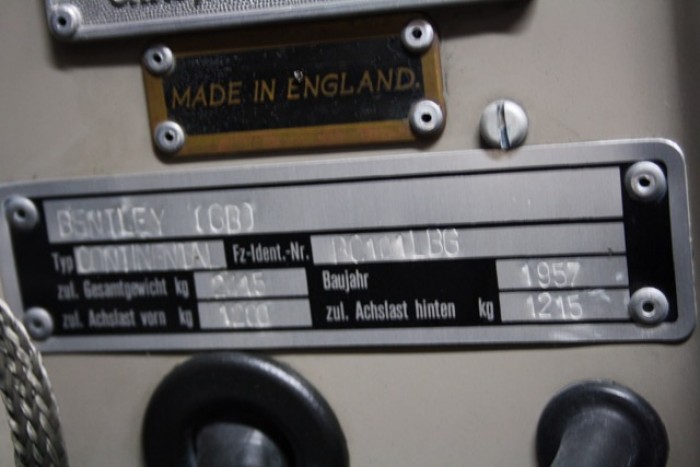 MADE IN ENGLAND.
BENTLEY (GB)
Typ CONTINENTAL Fz-Ident.-Nr. BC101LBG
zul. Gesamtgewicht kg Baujahr 1957
zul. Achslast vorn kg 1200 zul. Achslast hinten kg 1215